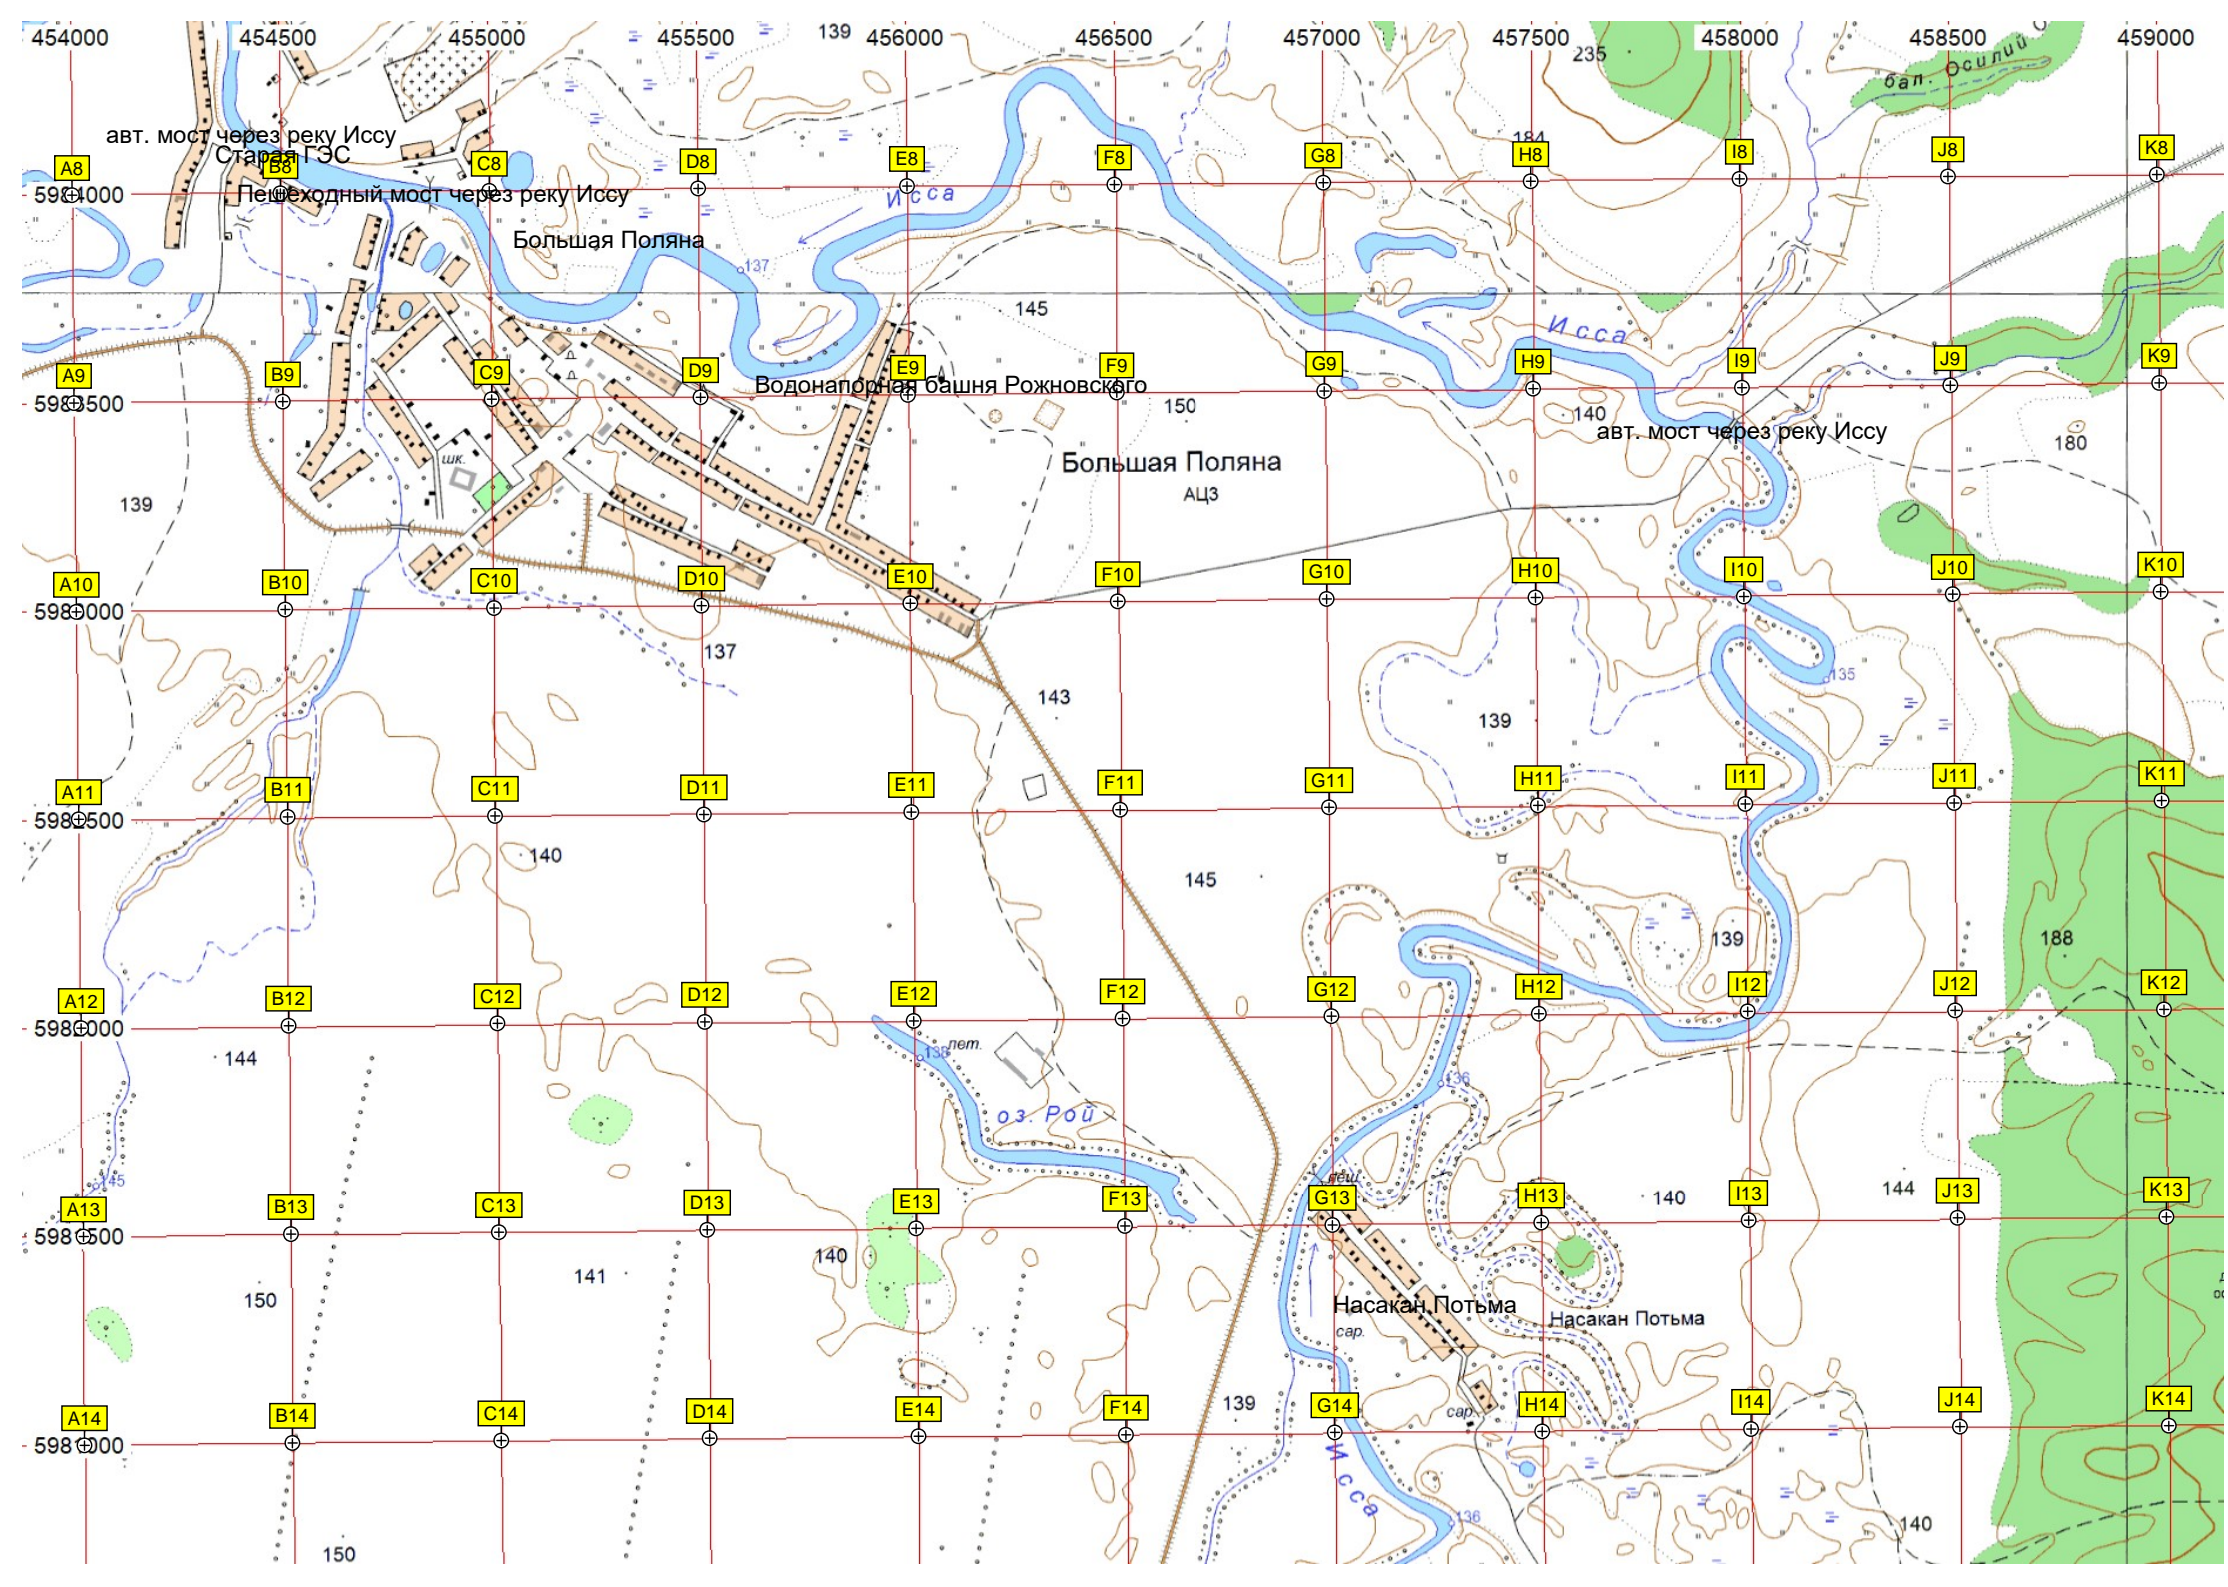 454000 454500 455000 455500 139 456000 456500 457000 457500 235 458000 458500 459000
бал. Осилий
авт. мост через реку Иссу
184
Старая ГЭС
A8 B8 C8 D8 E8 F8 G8 H8 I8 J8 K8
Пешеходный мост через реку Иссу
Исса
Большая Поляна
137
145
Исса
A9 B9 C9 D9 E9 F9 G9 H9 I9 J9 K9
Водонапорная башня Рожновского
150
140
авт. мост через реку Иссу
180
шк.
Большая Поляна
АЦЗ
139
A10 B10 C10 D10 E10 F10 G10 H10 I10 J10 K10
137
135
143
139
A11 B11 C11 D11 E11 F11 G11 H11 I11 J11 K11
140
145
139
188
A12 B12 C12 D12 E12 F12 G12 H12 I12 J12 K12
144
138
лет.
136
оз. Рой
145
пеш.
A13 B13 C13 D13 E13 F13 G13 H13 I13 J13 K13
140
144
140
141
150
Насакан Потьма
Насакан Потьма
сар.
139
сар.
A14 B14 C14 D14 E14 F14 G14 H14 I14 J14 K14
Исса
136
140
150